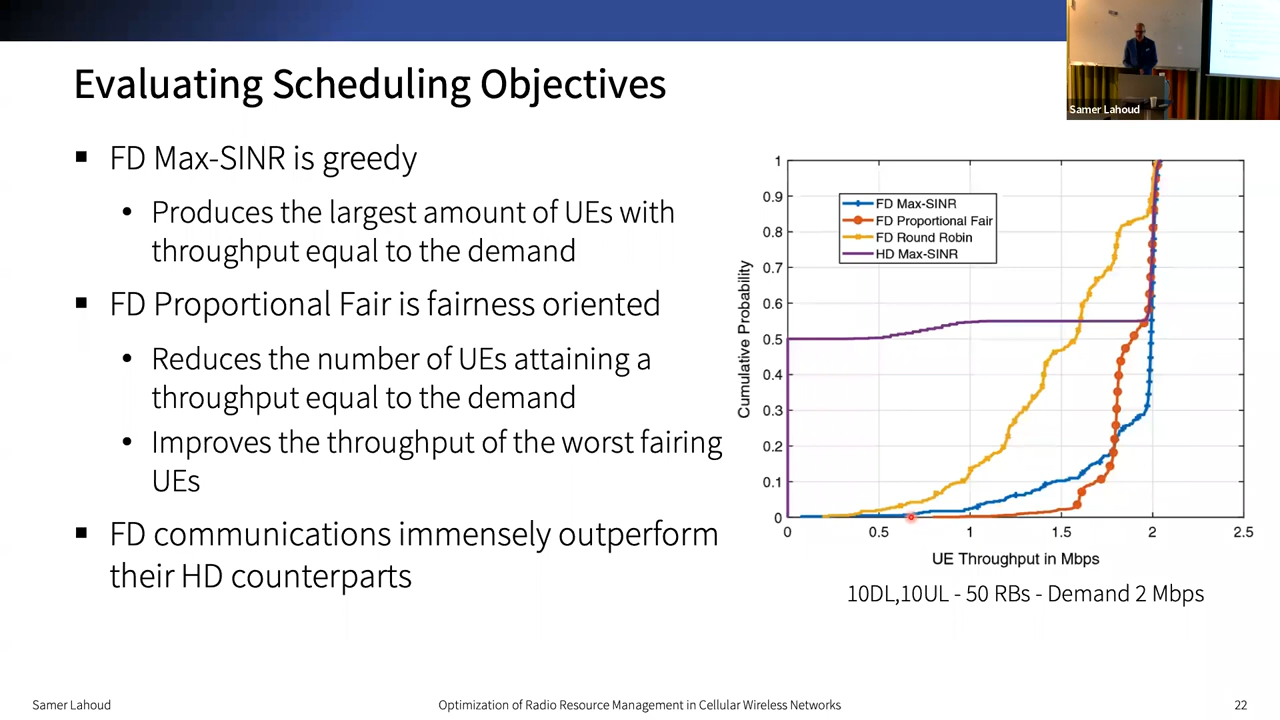 Samer Lahoud
Evaluating Scheduling Objectives
▪ FD Max-SINR is greedy
• Produces the largest amount of UEs with
throughput equal to the demand
▪ FD Proportional Fair is fairness oriented
• Reduces the number of UEs attaining a
throughput equal to the demand
• Improves the throughput of the worst fairing
UEs
▪ FD communications immensely outperform
their HD counterparts
Cumulative Probability
1
0.9
0.8
0.7
0.6
0.5
0.4
0.3
0.2
0.1
0
FD Max-SINR
FD Proportional Fair
FD Round Robin
HD Max-SINR
0 0.5 1 1.5 2 2.5
UE Throughput in Mbps
10DL,10UL - 50 RBs - Demand 2 Mbps
Samer Lahoud Optimization of Radio Resource Management in Cellular Wireless Networks 22